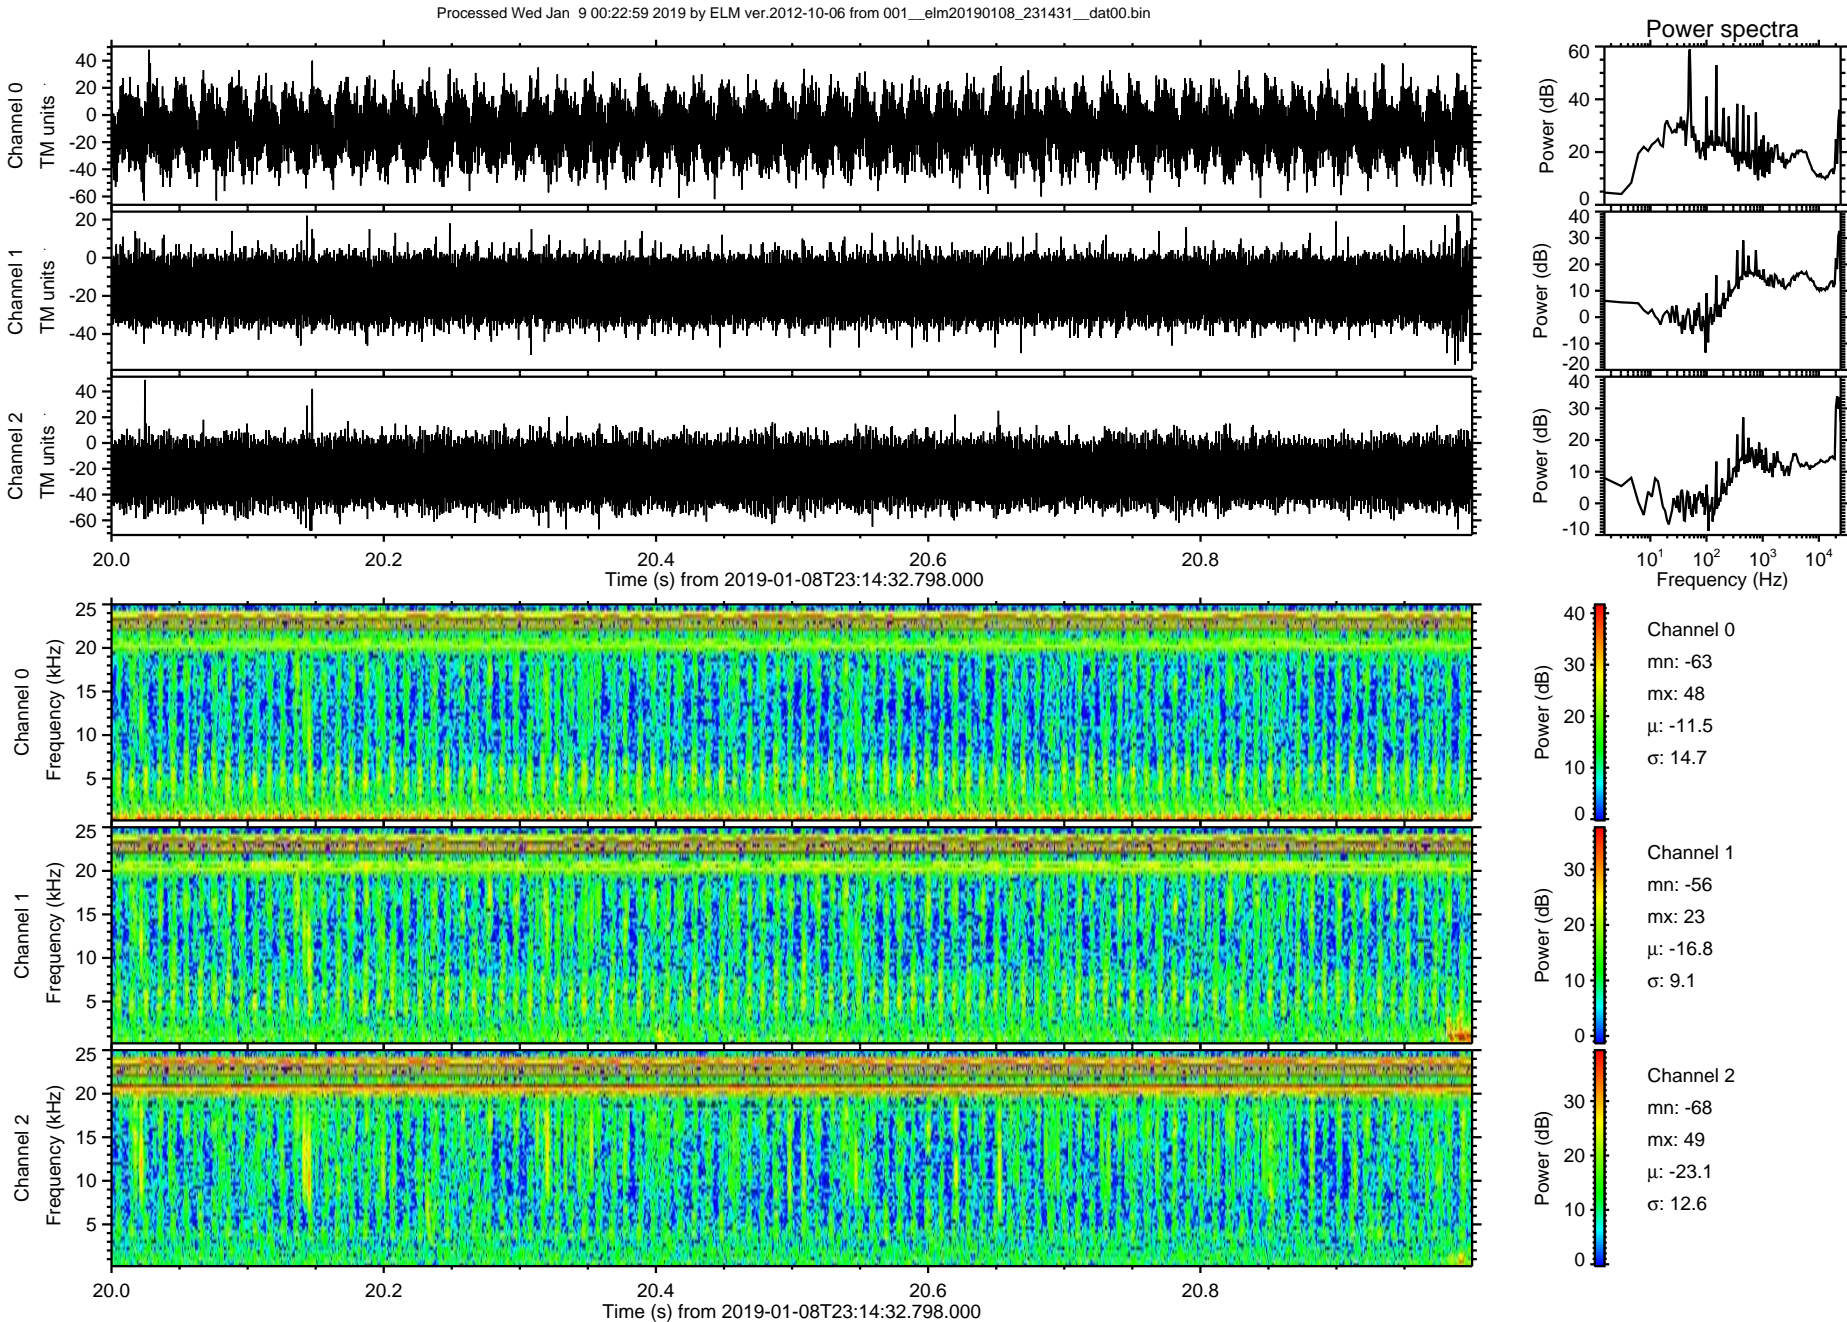 Processed Wed Jan  9 00:22:59 2019 by ELM ver.2012-10-06 from 001__elm20190108_231431__dat00.bin
Power spectra
Channel 0
TM units
40
20
0
-20
-40
-60
Power (dB)
60
40
20
0
Channel 1
TM units
20
0
-20
-40
Power (dB)
40
30
20
10
0
-10
-20
Channel 2
TM units
40
20
0
-20
-40
-60
Power (dB)
40
30
20
10
0
-10
20.0 20.2 20.4 20.6 20.8
Time (s) from 2019-01-08T23:14:32.798.000
10^1 10^2 10^3 10^4
Frequency (Hz)
Channel 0
Frequency (kHz)
25
20
15
10
5
Power (dB)
40
30
20
10
0
Channel 0
mn: -63
mx: 48
μ: -11.5
σ: 14.7
Channel 1
Frequency (kHz)
25
20
15
10
5
Power (dB)
30
20
10
0
Channel 1
mn: -56
mx: 23
μ: -16.8
σ: 9.1
Channel 2
Frequency (kHz)
25
20
15
10
5
Power (dB)
30
20
10
0
Channel 2
mn: -68
mx: 49
μ: -23.1
σ: 12.6
20.0 20.2 20.4 20.6 20.8
Time (s) from 2019-01-08T23:14:32.798.000